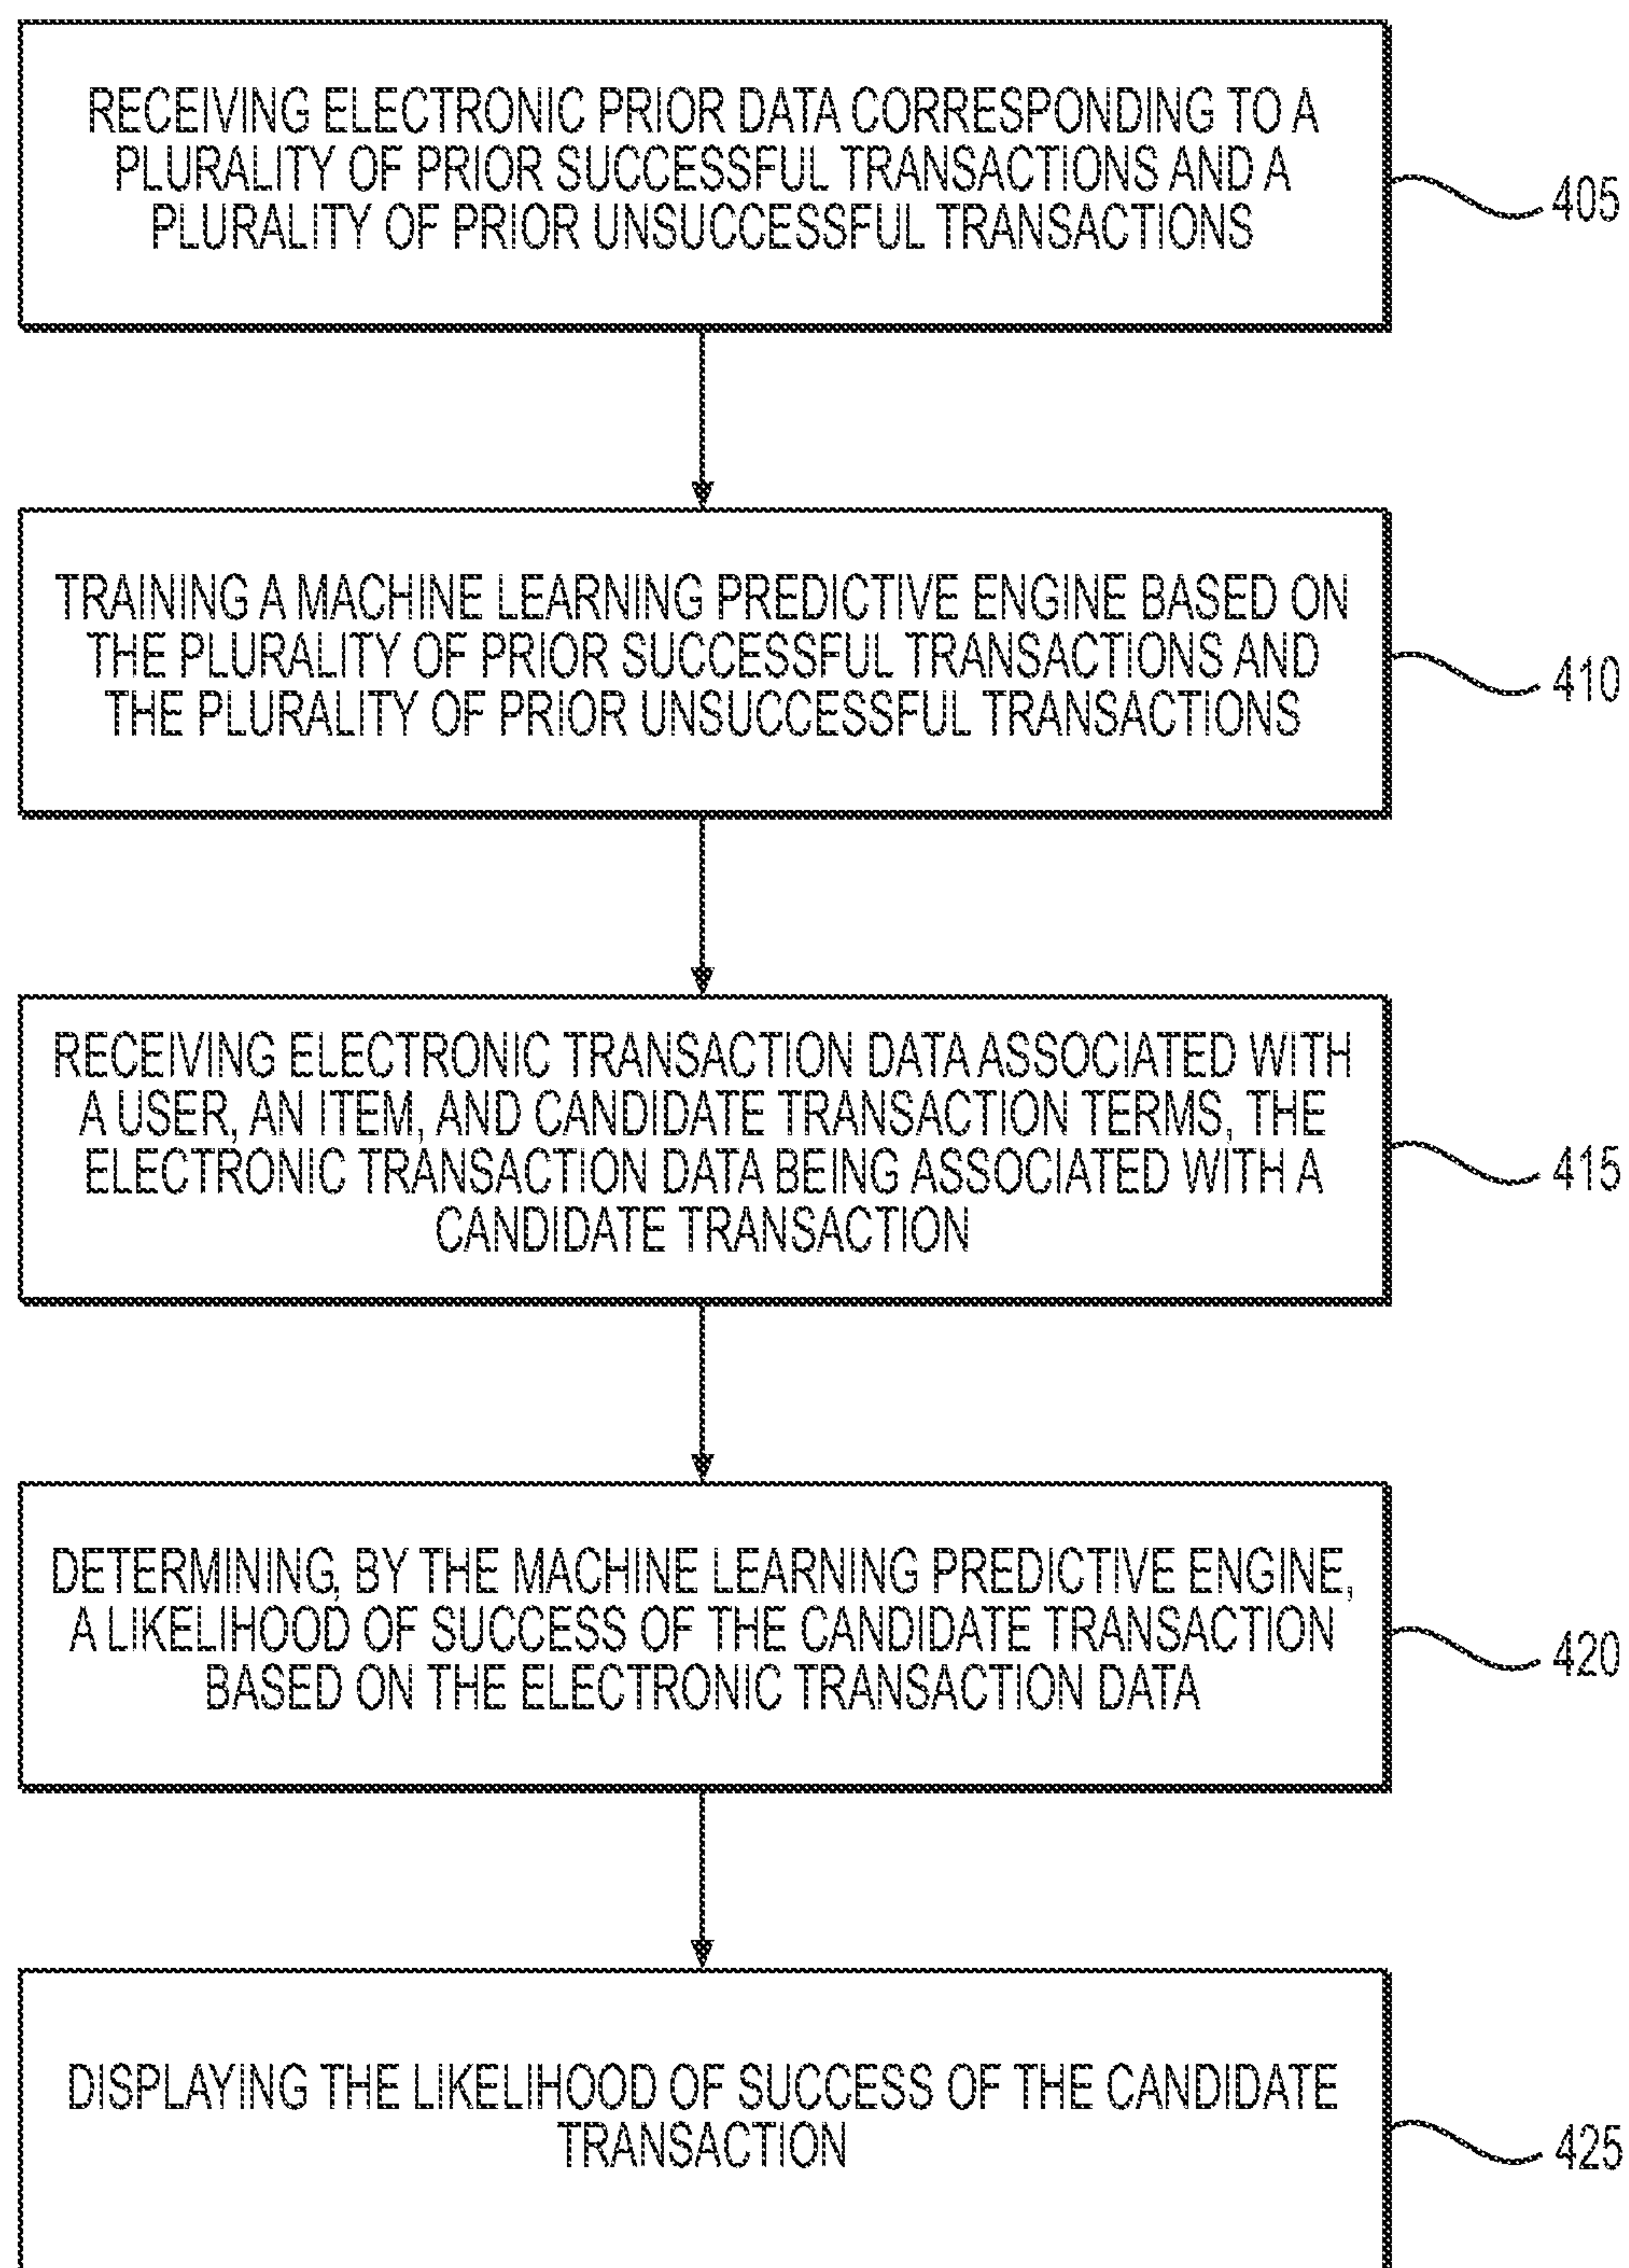 RECEIVING ELECTRONIC PRIOR DATA CORRESPONDING TO A
PLURALITY OF PRIOR SUCCESSFUL TRANSACTIONS AND A
PLURALITY OF PRIOR UNSUCCESSFUL TRANSACTIONS
405
TRAINING A MACHINE LEARNING PREDICTIVE ENGINE BASED ON
THE PLURALITY OF PRIOR SUCCESSFUL TRANSACTIONS AND
THE PLURALITY OF PRIOR UNSUCCESSFUL TRANSACTIONS
410
RECEIVING ELECTRONIC TRANSACTION DATA ASSOCIATED WITH
A USER, AN ITEM, AND CANDIDATE TRANSACTION TERMS, THE
ELECTRONIC TRANSACTION DATA BEING ASSOCIATED WITH A
CANDIDATE TRANSACTION
415
DETERMINING, BY THE MACHINE LEARNING PREDICTIVE ENGINE,
A LIKELIHOOD OF SUCCESS OF THE CANDIDATE TRANSACTION
BASED ON THE ELECTRONIC TRANSACTION DATA
420
DISPLAYING THE LIKELIHOOD OF SUCCESS OF THE CANDIDATE
TRANSACTION
425